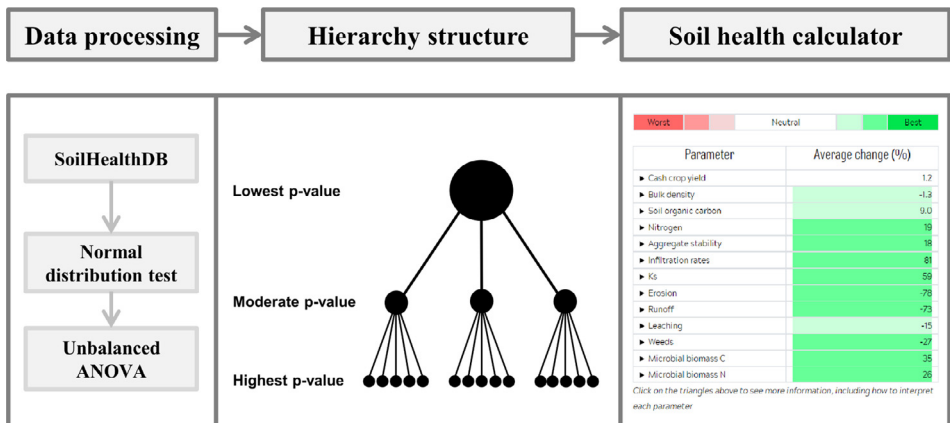 Data processing
Hierarchy structure
Soil health calculator
SoilHealthDB
Normal
distribution test
Unbalanced
ANOVA
Lowest p-value
Moderate p-value
Highest p-value
Worst Neutral Best
Parameter Average change (%)
► Cash crop yield 1.2
► Bulk density -1.3
► Soil organic carbon 9.0
► Nitrogen 19
► Aggregate stability 18
► Infiltration rates 81
► Ks 59
► Erosion -78
► Runoff -73
► Leaching -15
► Weeds -27
► Microbial biomass C 35
► Microbial biomass N 26
Click on the triangles above to see more information, including how to interpret
each parameter